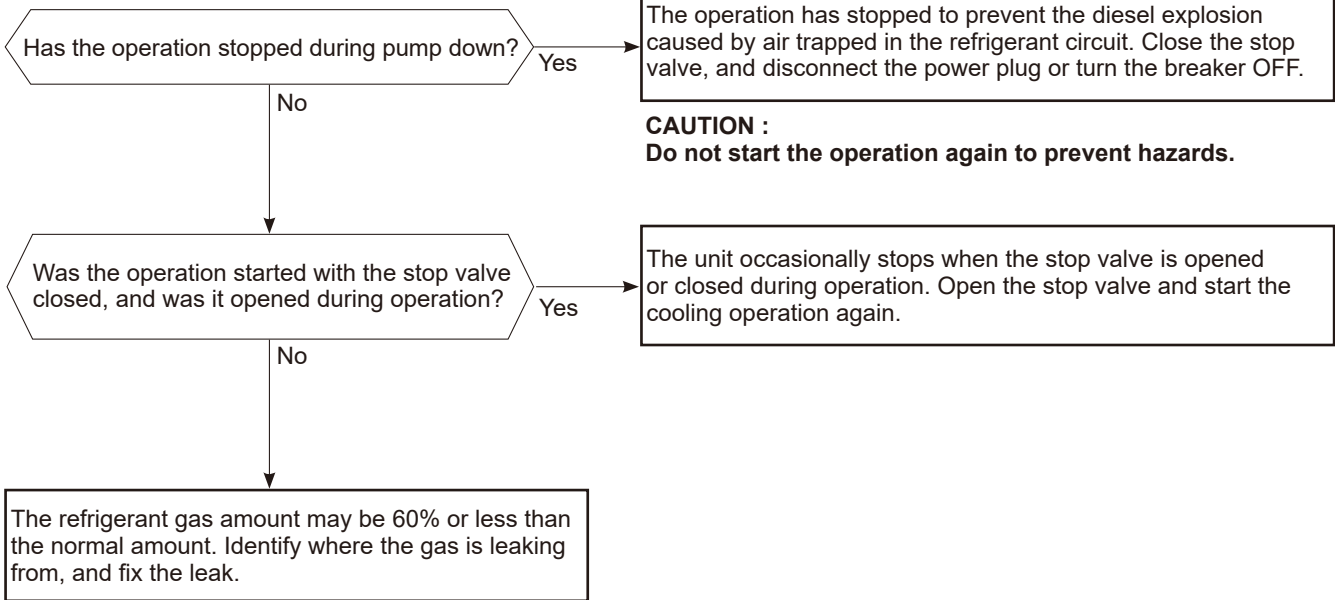 Has the operation stopped during pump down?
Yes
The operation has stopped to prevent the diesel explosion
caused by air trapped in the refrigerant circuit. Close the stop
valve, and disconnect the power plug or turn the breaker OFF.
No
CAUTION :
Do not start the operation again to prevent hazards.
Was the operation started with the stop valve
closed, and was it opened during operation?
Yes
The unit occasionally stops when the stop valve is opened
or closed during operation. Open the stop valve and start the
cooling operation again.
No
The refrigerant gas amount may be 60% or less than
the normal amount. Identify where the gas is leaking
from, and fix the leak.